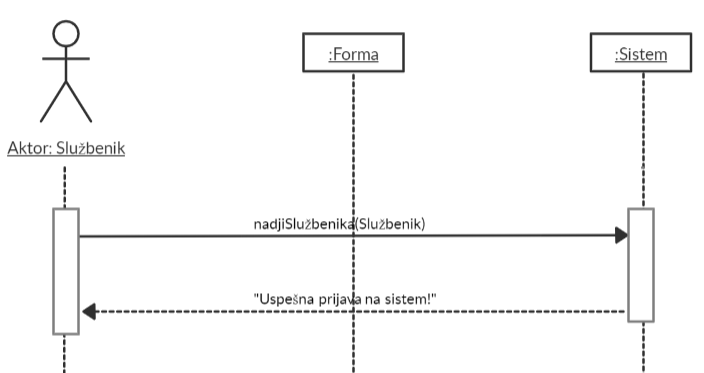 :Forma
:Sistem
Aktor: Službenik
nadjiSlužbenika(Službenik)
"Uspešna prijava na sistem!"